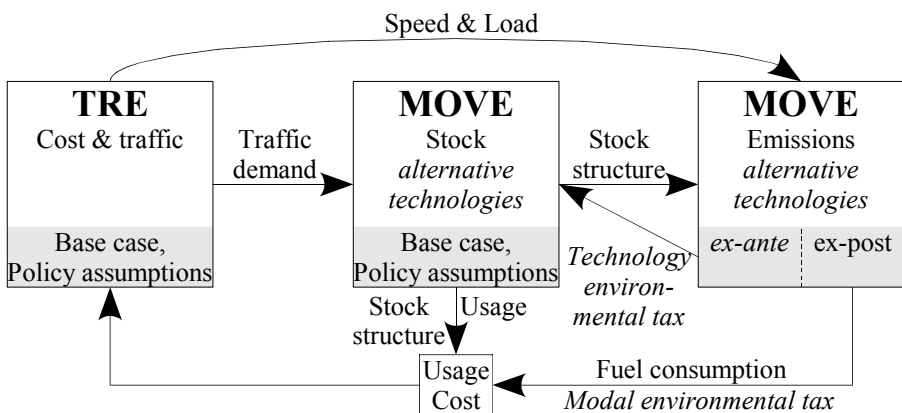 Speed & Load
TRE
Cost & traffic
Base case,
Policy assumptions
Traffic
demand
MOVE
Stock
alternative
technologies
Base case,
Policy assumptions
Stock
structure
MOVE
Emissions
alternative
technologies
ex-ante
ex-post
Technology
environ-
mental tax
Stock
structure
Usage
Usage
Cost
Fuel consumption
Modal environmental tax